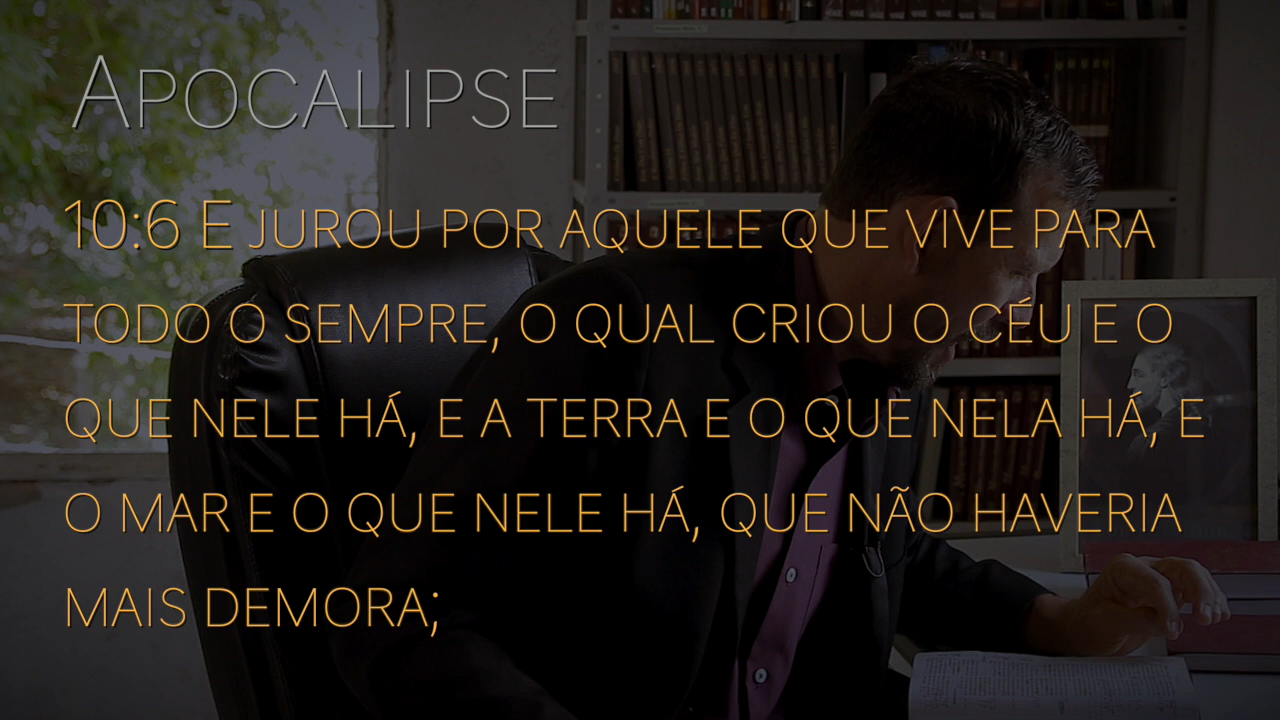 Apocalipse
10:6 E jurou por aquele que vive para
todo o sempre, o qual criou o céu e o
que nele há, e a terra e o que nela há, e
o mar e o que nele há, que não haveria
mais demora;